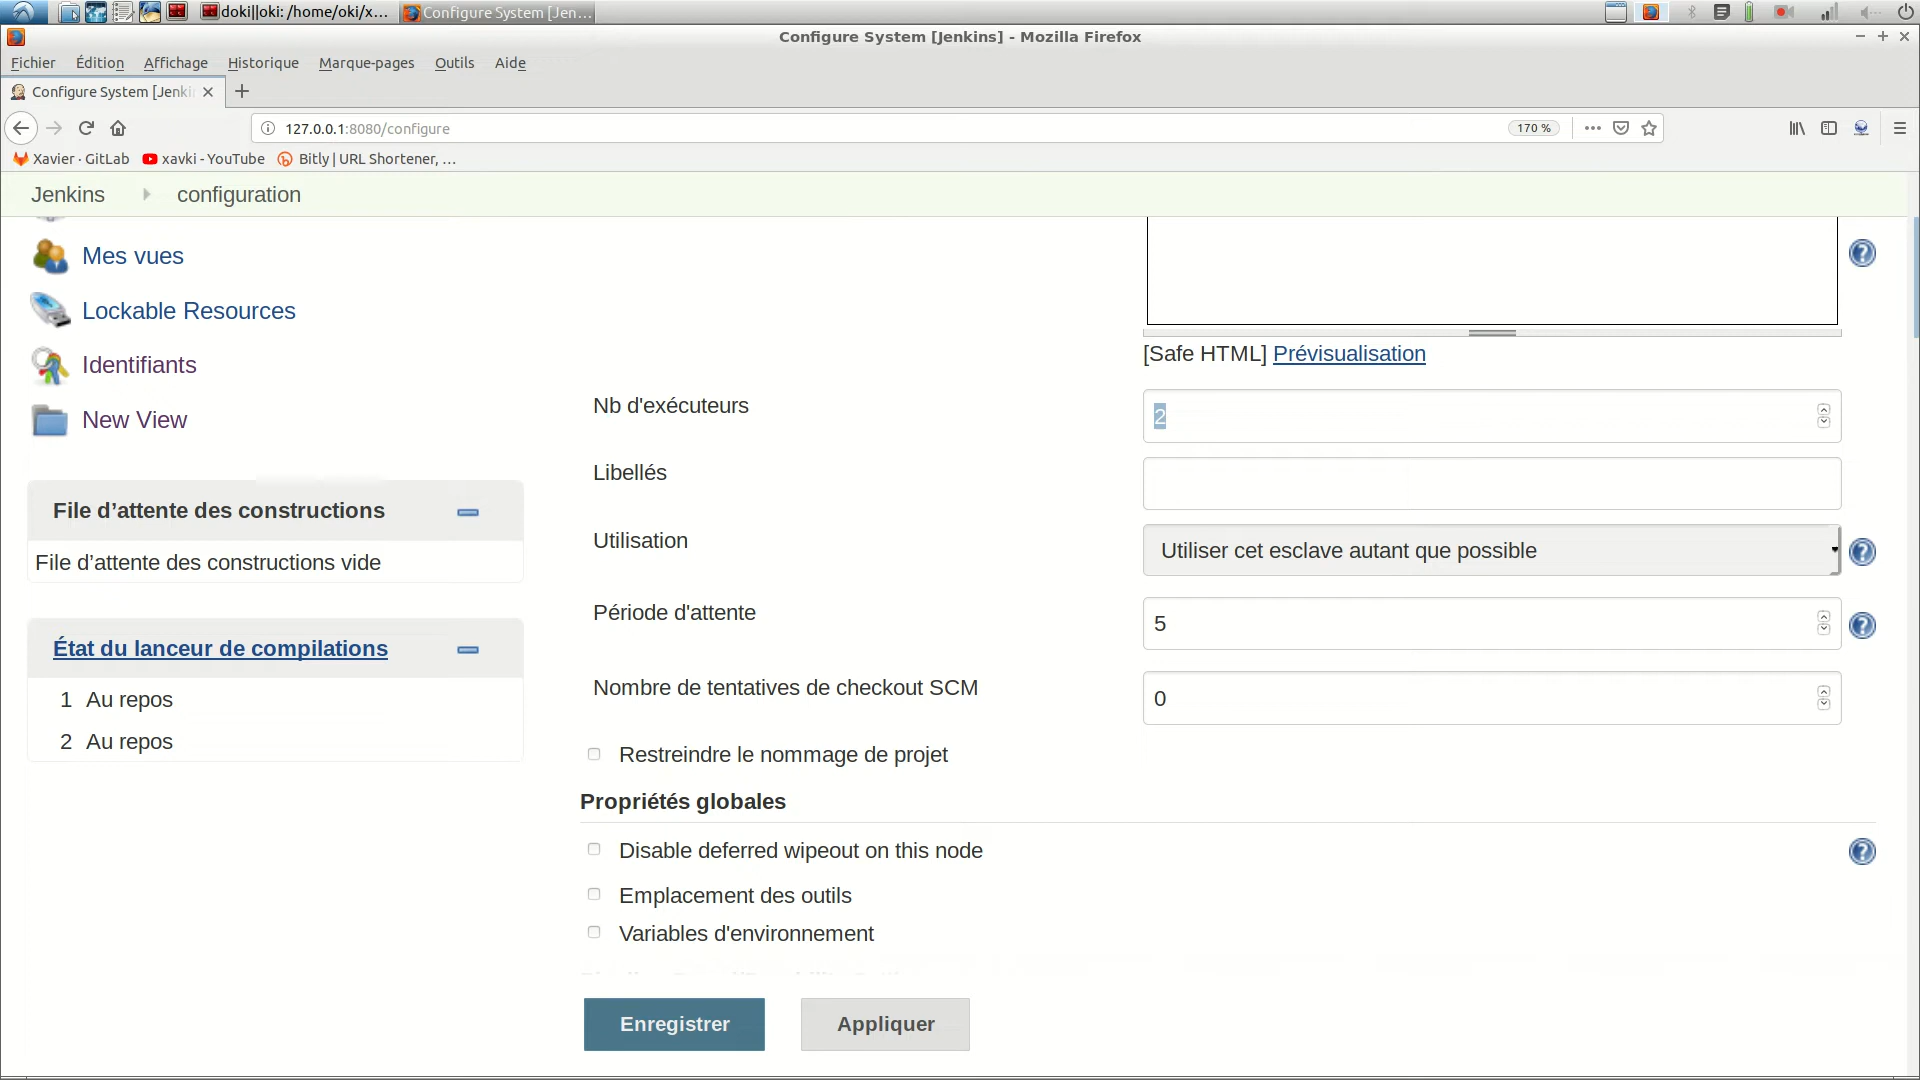 doki||oki: /home/oki/x...
Configure System [Jen...
Configure System [Jenkins] - Mozilla Firefox
Fichier Édition Affichage Historique Marque-pages Outils Aide
Configure System [Jenki
127.0.0.1:8080/configure
170 %
Xavier · GitLab
xavki - YouTube
Bitly | URL Shortener, ...
Jenkins
configuration
Mes vues
Lockable Resources
Identifiants
New View
File d’attente des constructions
File d’attente des constructions vide
État du lanceur de compilations
1 Au repos
2 Au repos
[Safe HTML] Prévisualisation
Nb d'exécuteurs
2
Libellés
Utilisation
Utiliser cet esclave autant que possible
Période d'attente
5
Nombre de tentatives de checkout SCM
0
Restreindre le nommage de projet
Propriétés globales
Disable deferred wipeout on this node
Emplacement des outils
Variables d'environnement
Enregistrer
Appliquer